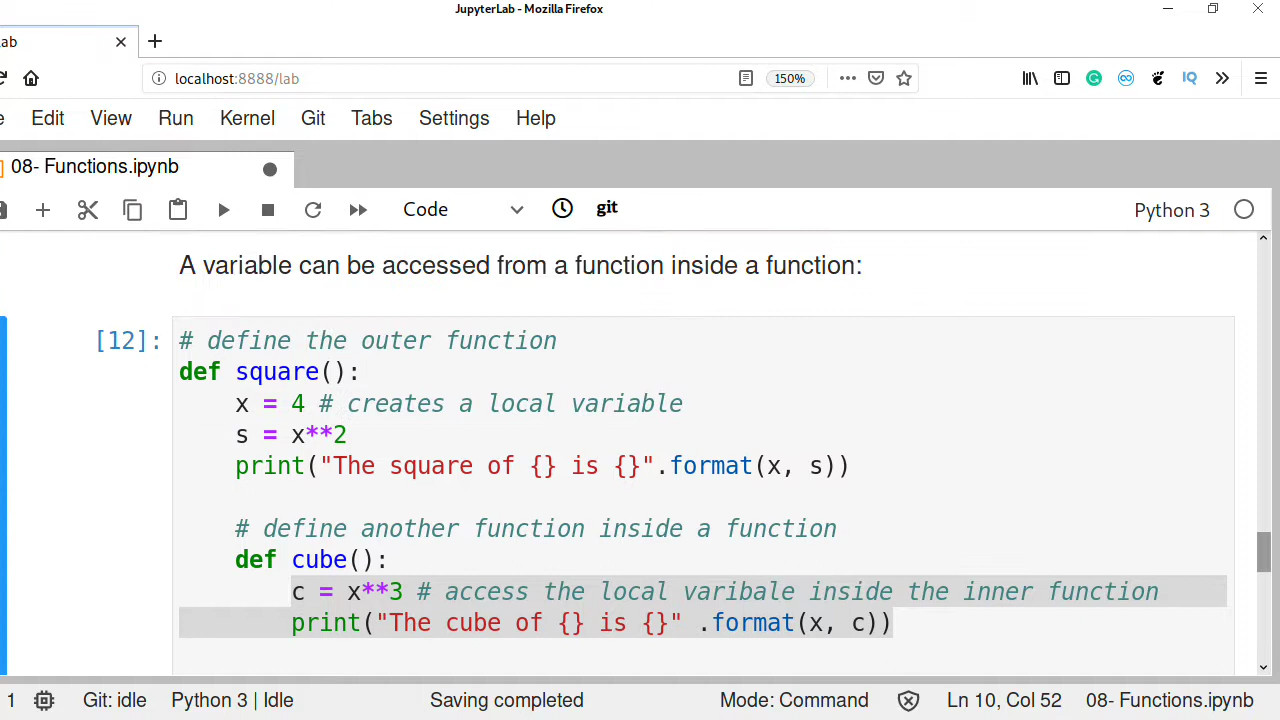 JupyterLab - Mozilla Firefox
ab
localhost:8888/lab
150%
IQ
e Edit View Run Kernel Git Tabs Settings Help
08- Functions.ipynb
Code
git
Python 3
A variable can be accessed from a function inside a function:
[12]:
# define the outer function
def square():
    x = 4 # creates a local variable
    s = x**2
    print("The square of {} is {}".format(x, s))
    # define another function inside a function
    def cube():
        c = x**3 # access the local varibale inside the inner function
        print("The cube of {} is {}" .format(x, c))
1 Git: idle Python 3 | Idle Saving completed Mode: Command Ln 10, Col 52 08- Functions.ipynb